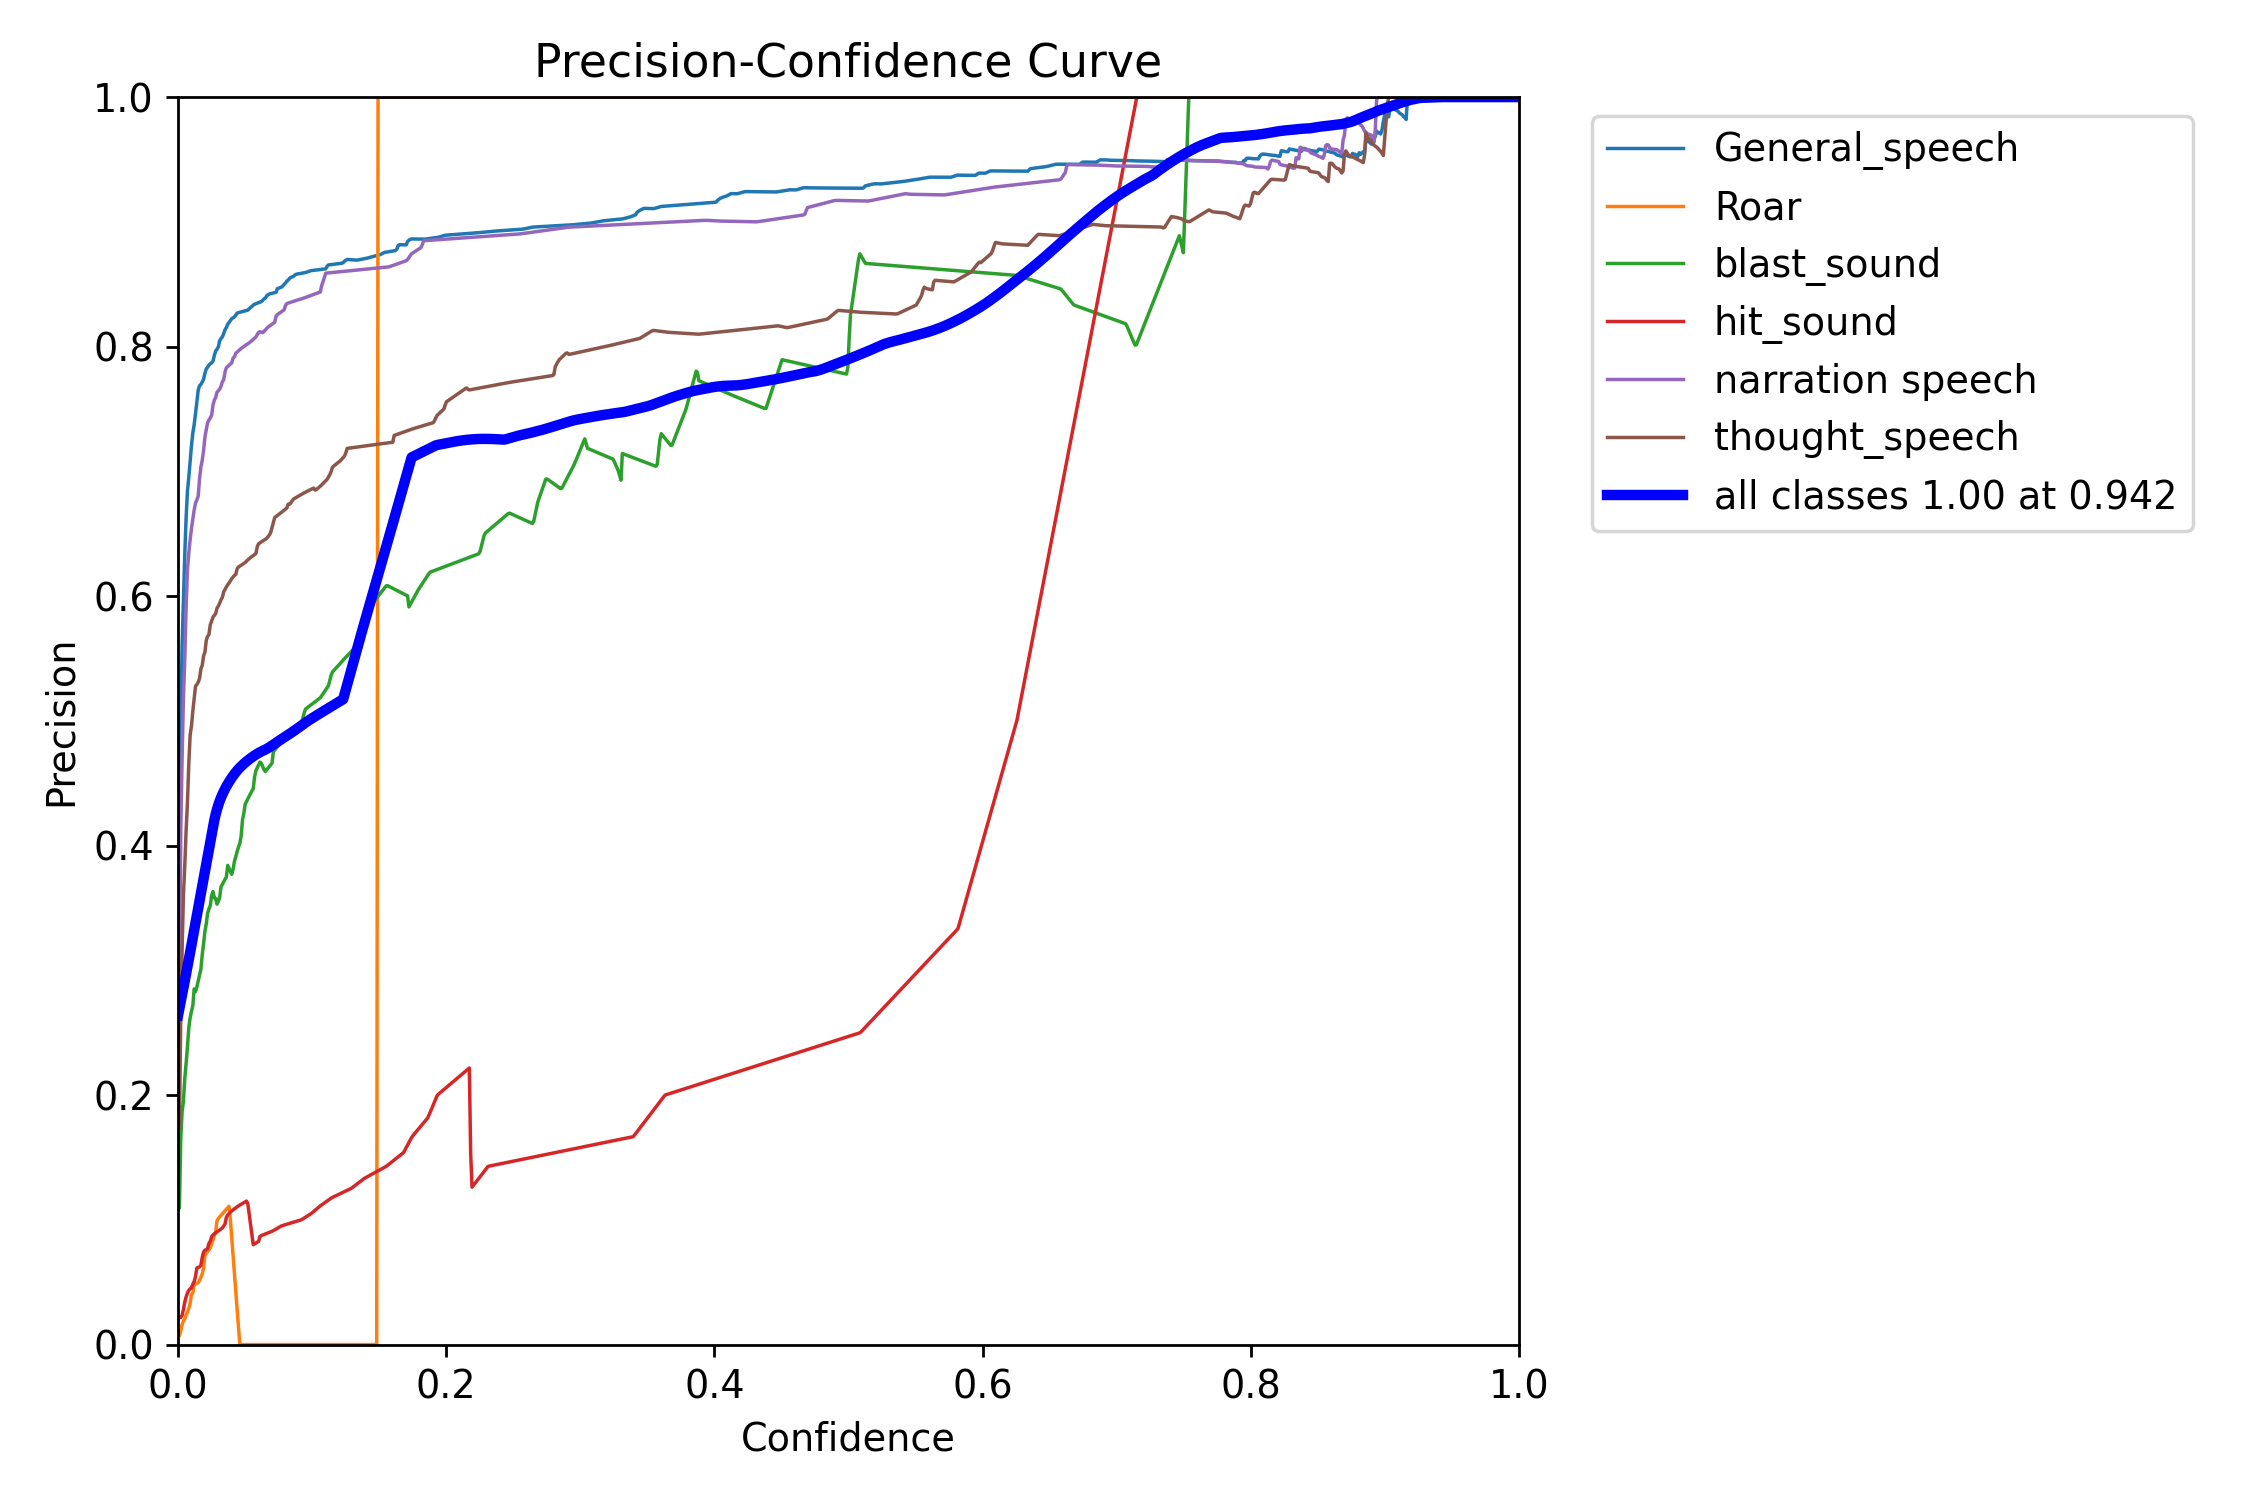 Precision-Confidence Curve
1.0
0.8
0.6
0.4
0.2
0.0
Precision
0.0 0.2 0.4 0.6 0.8 1.0
Confidence
General_speech
Roar
blast_sound
hit_sound
narration speech
thought_speech
all classes 1.00 at 0.942